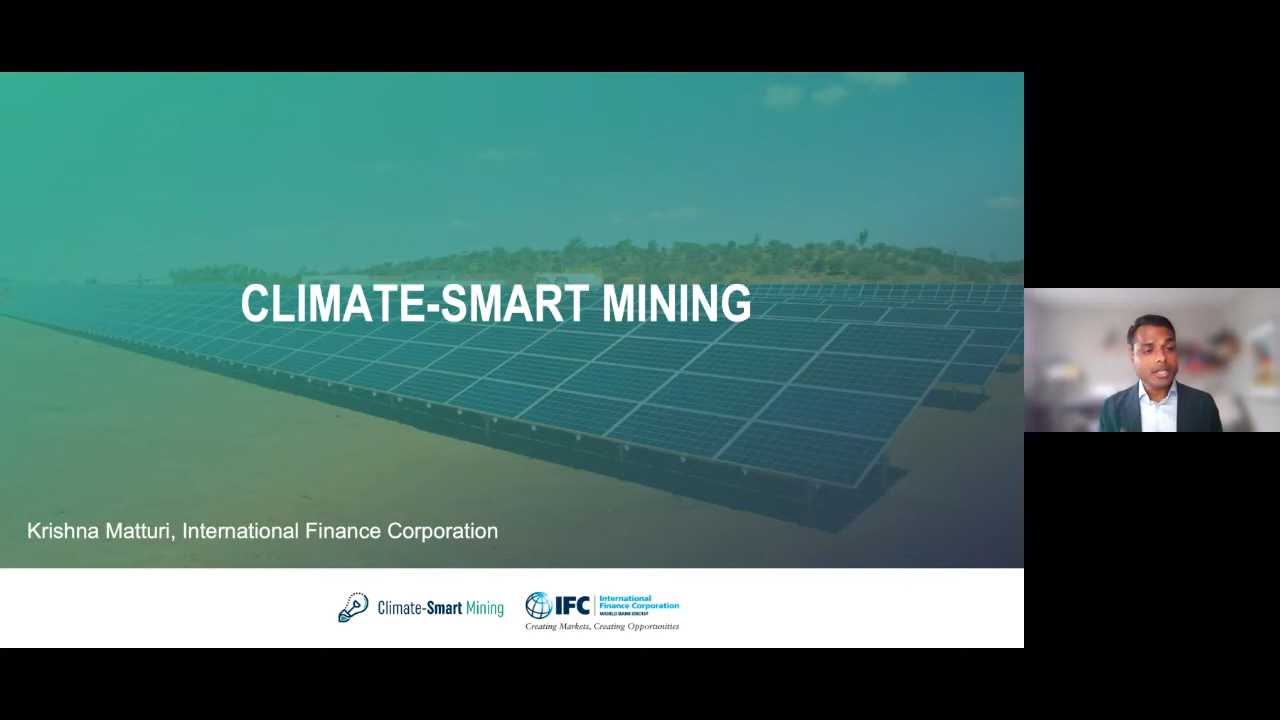 CLIMATE-SMART MINING
Krishna Matturi, International Finance Corporation
Climate-Smart Mining
IFC
International
Finance Corporation
WORLD BANK GROUP
Creating Markets, Creating Opportunities